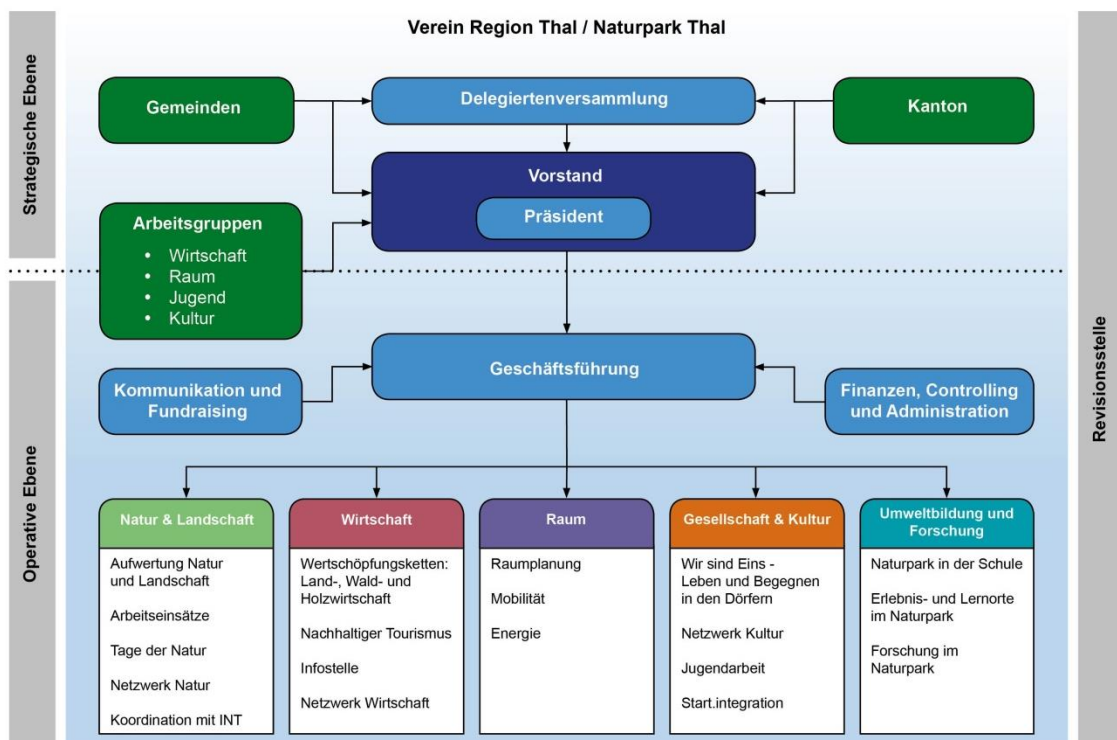 Verein Region Thal / Naturpark Thal
Strategische Ebene
Operative Ebene
Revisionsstelle
Gemeinden
Delegiertenversammlung
Kanton
Vorstand
Präsident
Arbeitsgruppen
• Wirtschaft
• Raum
• Jugend
• Kultur
Geschäftsführung
Kommunikation und
Fundraising
Finanzen, Controlling
und Administration
Natur & Landschaft
Aufwertung Natur
und Landschaft
Arbeitseinsätze
Tage der Natur
Netzwerk Natur
Koordination mit INT
Wirtschaft
Wertschöpfungsketten:
Land-, Wald- und
Holzwirtschaft
Nachhaltiger Tourismus
Infostelle
Netzwerk Wirtschaft
Raum
Raumplanung
Mobilität
Energie
Gesellschaft & Kultur
Wir sind Eins -
Leben und Begegnen
in den Dörfern
Netzwerk Kultur
Jugendarbeit
Start.integration
Umweltbildung und
Forschung
Naturpark in der Schule
Erlebnis- und Lernorte
im Naturpark
Forschung im
Naturpark